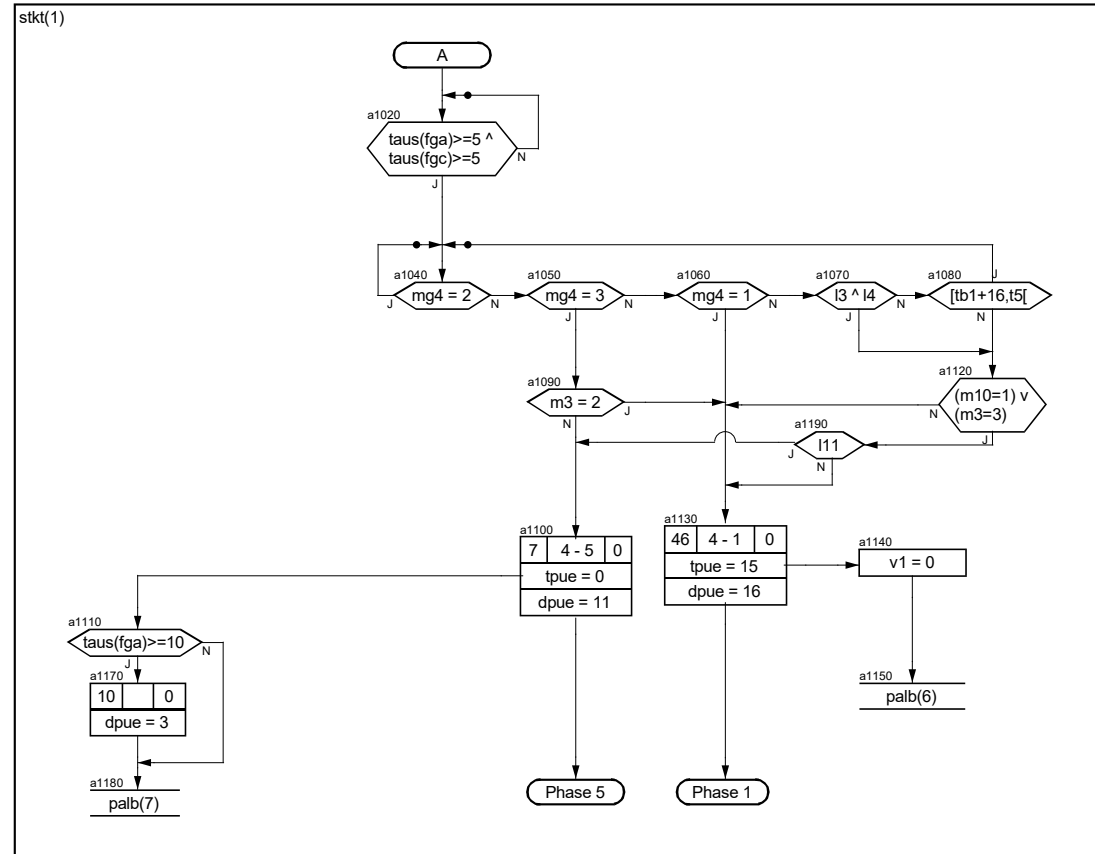 stkt(1)
A
a1020
taus(fga)>=5 ^
taus(fgc)>=5
N
J
a1040
mg4 = 2
J
N
a1050
mg4 = 3
J
N
a1060
mg4 = 1
J
N
a1070
l3 ^ l4
J
N
a1080
[tb1+16,t5[
J
N
a1090
m3 = 2
J
N
a1120
(m10=1) v
(m3=3)
N
J
a1190
l11
J
N
a1100
7 4 - 5 0
tpue = 0
dpue = 11
a1130
46 4 - 1 0
tpue = 15
dpue = 16
a1140
v1 = 0
a1110
taus(fga)>=10
J
N
a1170
10 0
dpue = 3
a1150
palb(6)
a1180
palb(7)
Phase 5
Phase 1